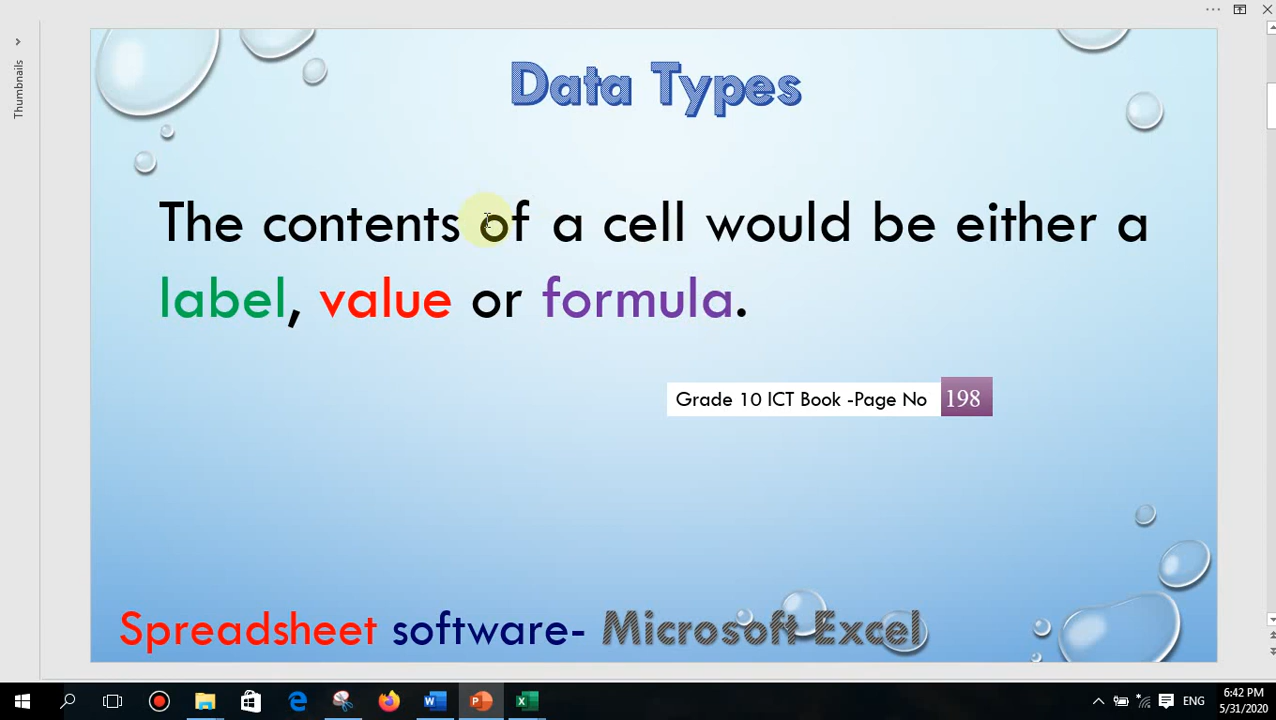 Thumbnails
Data Types
The contents of a cell would be either a
label, value or formula.
Grade 10 ICT Book -Page No 198
Spreadsheet software- Microsoft Excel
ENG
6:42 PM
5/31/2020